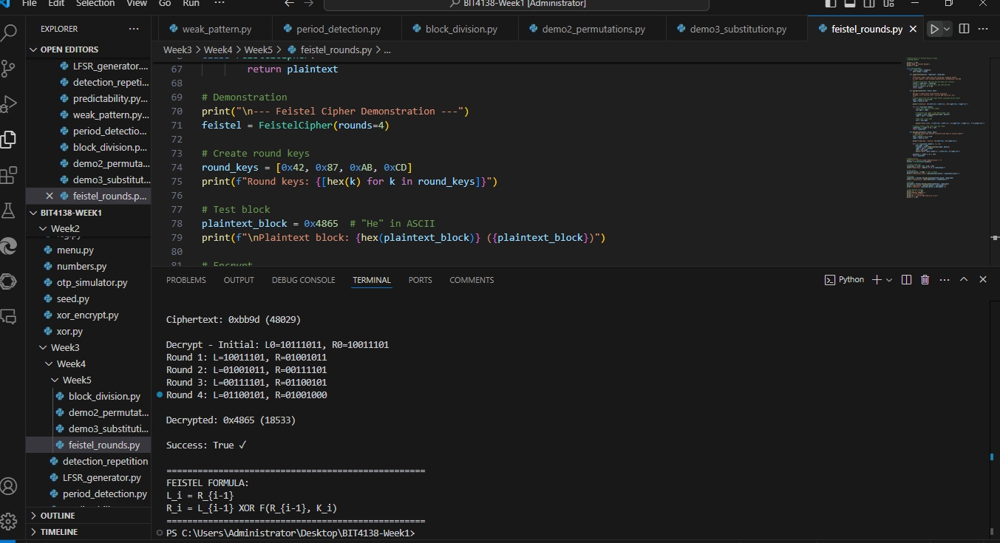 File Edit Selection View Go Run ··· BIT4138-Week1 [Administrator]
EXPLORER
OPEN EDITORS
LFSR_generator....
detection_repeti...
predictability.py...
weak_pattern.py...
period_detectio...
block_division.p...
demo2_permuta...
demo3_substitut...
feistel_rounds.p...
BIT4138-WEEK1
Week2
menu.py
numbers.py
otp_simulator.py
seed.py
xor_encrypt.py
xor.py
Week3
Week4
Week5
block_division.py
demo2_permutat...
demo3_substituti...
feistel_rounds.py
detection_repetition
LFSR_generator.py
period_detection.py
OUTLINE
TIMELINE
weak_pattern.py period_detection.py block_division.py demo2_permutations.py demo3_substitution.py feistel_rounds.py
Week3 > Week4 > Week5 > feistel_rounds.py > ...
67 return plaintext
68
69 # Demonstration
70 print("\n--- Feistel Cipher Demonstration ---")
71 feistel = FeistelCipher(rounds=4)
72
73 # Create round keys
74 round_keys = [0x42, 0x87, 0xAB, 0xCD]
75 print(f"Round keys: {[hex(k) for k in round_keys]}")
76
77 # Test block
78 plaintext_block = 0x4865 # "He" in ASCII
79 print(f"\nPlaintext block: {hex(plaintext_block)} ({plaintext_block})")
80
81 # Encrypt
PROBLEMS OUTPUT DEBUG CONSOLE TERMINAL PORTS COMMENTS Python
Ciphertext: 0xbb9d (48029)
Decrypt - Initial: L0=10111011, R0=10011101
Round 1: L=10011101, R=01001011
Round 2: L=01001011, R=00111101
Round 3: L=00111101, R=01100101
Round 4: L=01100101, R=01001000
Decrypted: 0x4865 (18533)
Success: True ✓
==================================================
FEISTEL FORMULA:
L_i = R_{i-1}
R_i = L_{i-1} XOR F(R_{i-1}, K_i)
==================================================
PS C:\Users\Administrator\Desktop\BIT4138-Week1>